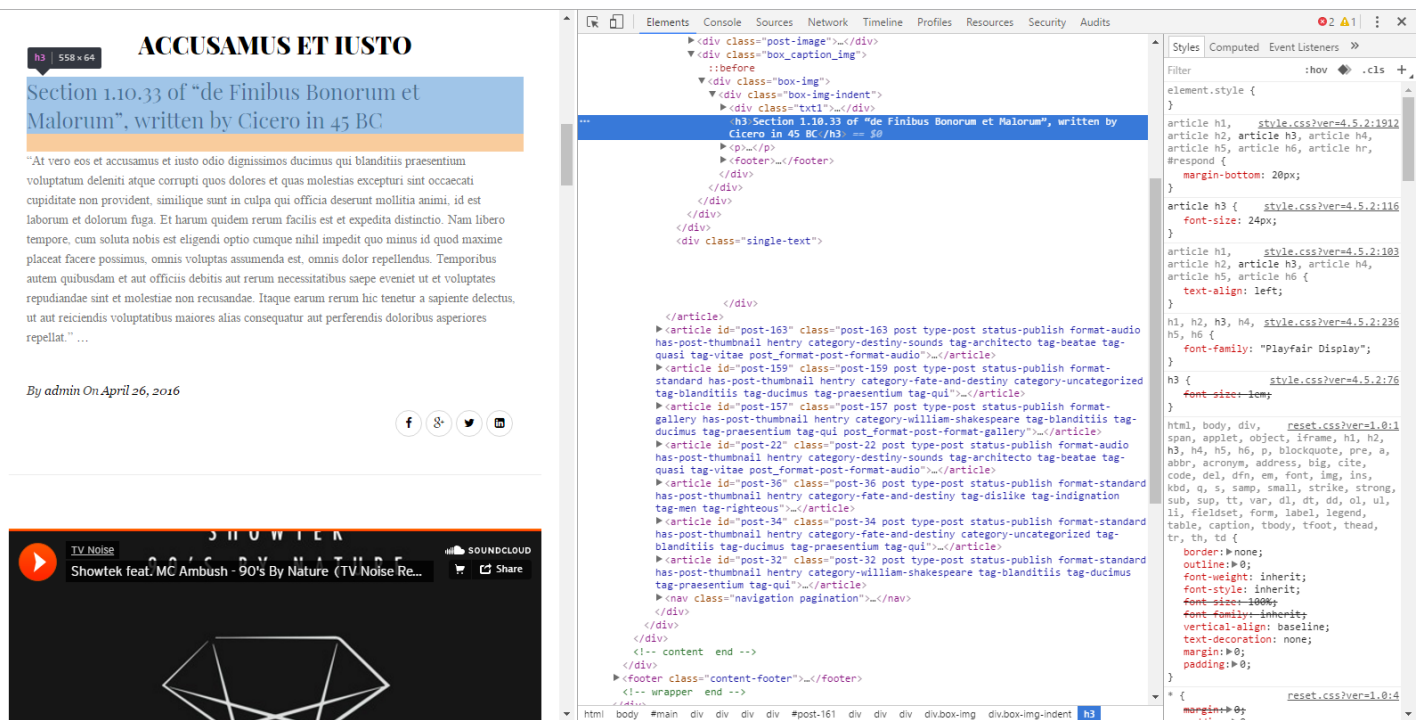 ACCUSAMUS ET IUSTO
h3 558 × 64
Section 1.10.33 of “de Finibus Bonorum et
Malorum”, written by Cicero in 45 BC
“At vero eos et accusamus et iusto odio dignissimos ducimus qui blanditiis praesentium
voluptatum deleniti atque corrupti quos dolores et quas molestias excepturi sint occaecati
cupiditate non provident, similique sunt in culpa qui officia deserunt mollitia animi, id est
laborum et dolorum fuga. Et harum quidem rerum facilis est et expedita distinctio. Nam libero
tempore, cum soluta nobis est eligendi optio cumque nihil impedit quo minus id quod maxime
placeat facere possimus, omnis voluptas assumenda est, omnis dolor repellendus. Temporibus
autem quibusdam et aut officiis debitis aut rerum necessitatibus saepe eveniet ut et voluptates
repudiandae sint et molestiae non recusandae. Itaque earum rerum hic tenetur a sapiente delectus,
ut aut reiciendis voluptatibus maiores alias consequatur aut perferendis doloribus asperiores
repellat.” …
By admin On April 26, 2016
TV Noise
Showtek feat. MC Ambush - 90's By Nature (TV Noise Re...
SOUNDCLOUD
Share
Elements Console Sources Network Timeline Profiles Resources Security Audits
2 1
<div class="post-image">…</div>
<div class="box_caption_img">
::before
<div class="box-img">
<div class="box-img-indent">
<div class="txt1">…</div>
<h3>Section 1.10.33 of “de Finibus Bonorum et Malorum”, written by
Cicero in 45 BC</h3> == $0
<p>…</p>
<footer>…</footer>
</div>
</div>
</div>
</div>
<div class="single-text">
</div>
</article>
<article id="post-163" class="post-163 post type-post status-publish format-audio
has-post-thumbnail hentry category-destiny-sounds tag-architecto tag-beatae tag-
quasi tag-vitae post_format-post-format-audio">…</article>
<article id="post-159" class="post-159 post type-post status-publish format-
standard has-post-thumbnail hentry category-fate-and-destiny category-uncategorized
tag-blanditiis tag-ducimus tag-praesentium tag-qui">…</article>
<article id="post-157" class="post-157 post type-post status-publish format-
gallery has-post-thumbnail hentry category-william-shakespeare tag-blanditiis tag-
ducimus tag-praesentium tag-qui post_format-post-format-gallery">…</article>
<article id="post-22" class="post-22 post type-post status-publish format-audio
has-post-thumbnail hentry category-destiny-sounds tag-architecto tag-beatae tag-
quasi tag-vitae post_format-post-format-audio">…</article>
<article id="post-36" class="post-36 post type-post status-publish format-standard
has-post-thumbnail hentry category-fate-and-destiny tag-dislike tag-indignation
tag-men tag-righteous">…</article>
<article id="post-34" class="post-34 post type-post status-publish format-standard
has-post-thumbnail hentry category-fate-and-destiny category-uncategorized tag-
blanditiis tag-ducimus tag-praesentium tag-qui">…</article>
<article id="post-32" class="post-32 post type-post status-publish format-standard
has-post-thumbnail hentry category-william-shakespeare tag-blanditiis tag-ducimus
tag-praesentium tag-qui">…</article>
<nav class="navigation pagination">…</nav>
</div>
</div>
</div>
<!-- content end -->
</div>
<footer class="content-footer">…</footer>
<!-- wrapper end -->
html body #main div div div div #post-161 div div div div.box-img div.box-img-indent h3
Styles Computed Event Listeners
Filter :hov .cls +
element.style {
}
article h1, style.css?ver=4.5.2:1912
article h2, article h3, article h4,
article h5, article h6, article hr,
#respond {
margin-bottom: 20px;
}
article h3 { style.css?ver=4.5.2:116
font-size: 24px;
}
article h1, style.css?ver=4.5.2:103
article h2, article h3, article h4,
article h5, article h6 {
text-align: left;
}
h1, h2, h3, h4, style.css?ver=4.5.2:236
h5, h6 {
font-family: "Playfair Display";
}
h3 { style.css?ver=4.5.2:76
font-size: 1em;
}
html, body, div, reset.css?ver=1.0:1
span, applet, object, iframe, h1, h2,
h3, h4, h5, h6, p, blockquote, pre, a,
abbr, acronym, address, big, cite,
code, del, dfn, em, font, img, ins,
kbd, q, s, samp, small, strike, strong,
sub, sup, tt, var, dl, dt, dd, ol, ul,
li, fieldset, form, label, legend,
table, caption, tbody, tfoot, thead,
tr, th, td {
border: none;
outline: 0;
font-weight: inherit;
font-style: inherit;
font-size: 100%;
font-family: inherit;
vertical-align: baseline;
text-decoration: none;
margin: 0;
padding: 0;
}
* { reset.css?ver=1.0:4
margin: 0;